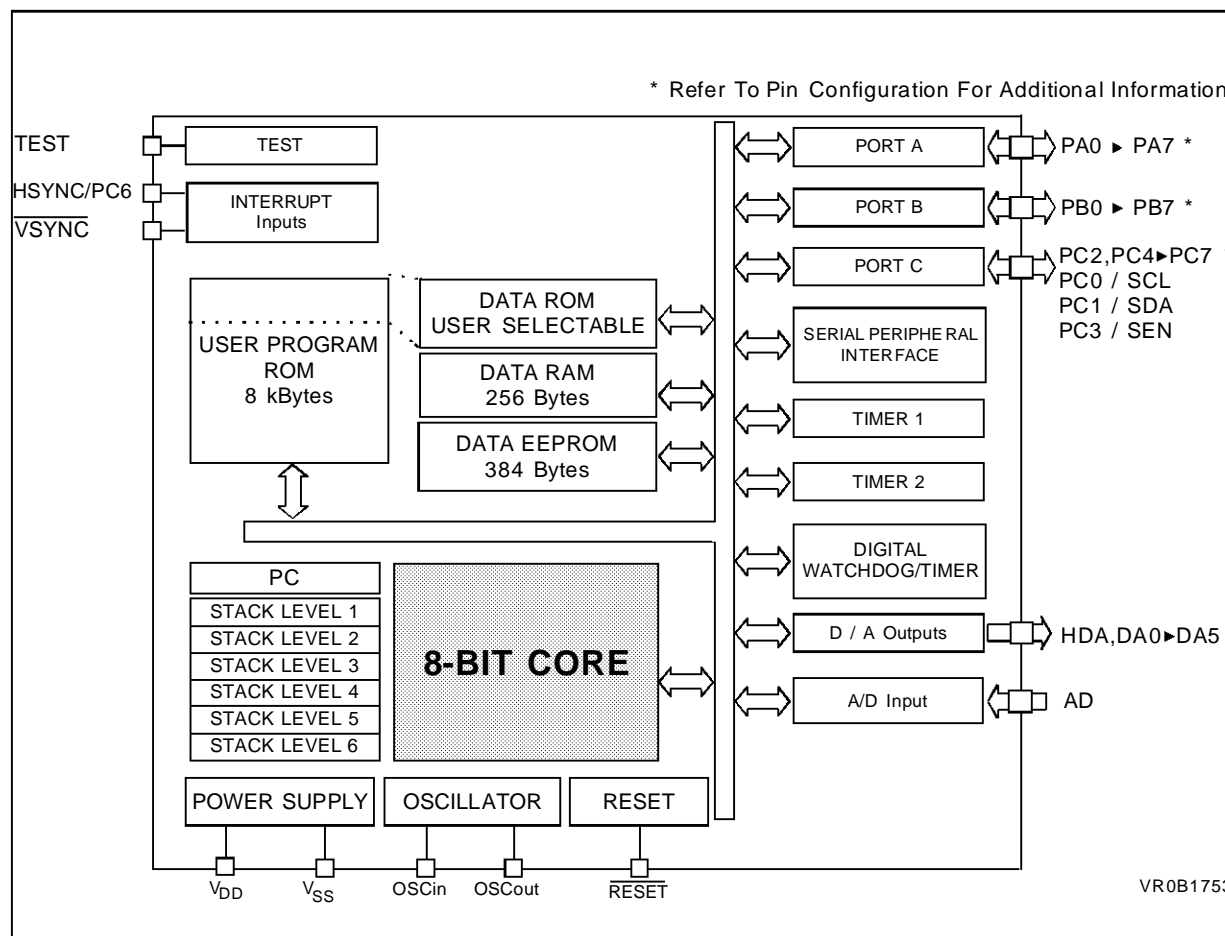 * Refer To Pin Configuration For Additional Information
TEST
TEST
HSYNC/PC6
VSYNC
INTERRUPT
Inputs
USER PROGRAM
ROM
8 kBytes
DATA ROM
USER SELECTABLE
DATA RAM
256 Bytes
DATA EEPROM
384 Bytes
PC
STACK LEVEL 1
STACK LEVEL 2
STACK LEVEL 3
STACK LEVEL 4
STACK LEVEL 5
STACK LEVEL 6
8-BIT CORE
POWER SUPPLY
OSCILLATOR
RESET
VDD
VSS
OSCin
OSCout
RESET
PORT A
PA0 ▸ PA7 *
PORT B
PB0 ▸ PB7 *
PORT C
PC2,PC4▸PC7
PC0 / SCL
PC1 / SDA
PC3 / SEN
SERIAL PERIPHERAL
INTERFACE
TIMER 1
TIMER 2
DIGITAL
WATCHDOG/TIMER
D / A Outputs
HDA,DA0▸DA5
A/D Input
AD
VR0B1753